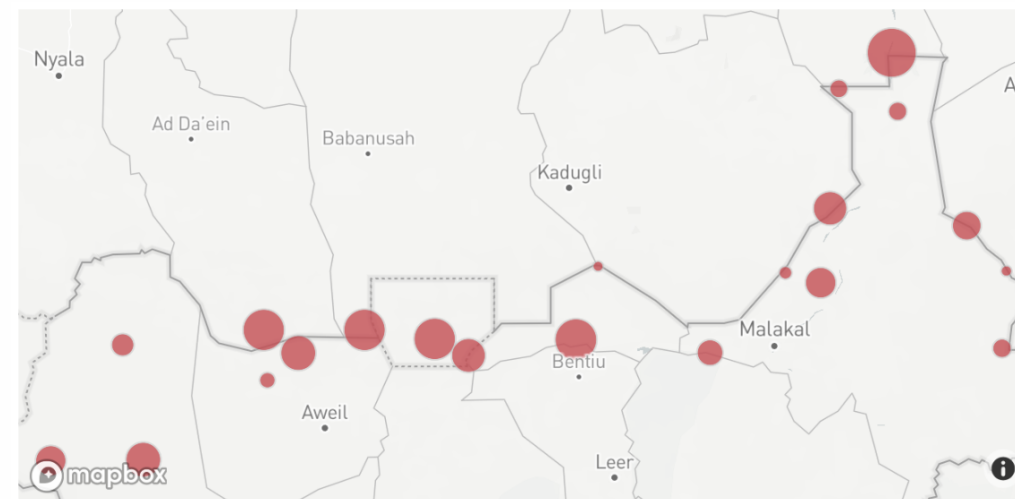 Nyala
Ad Da'ein
Babanusah
Kadugli
A
Malakal
Bentiu
Aweil
Leer
mapbox
i